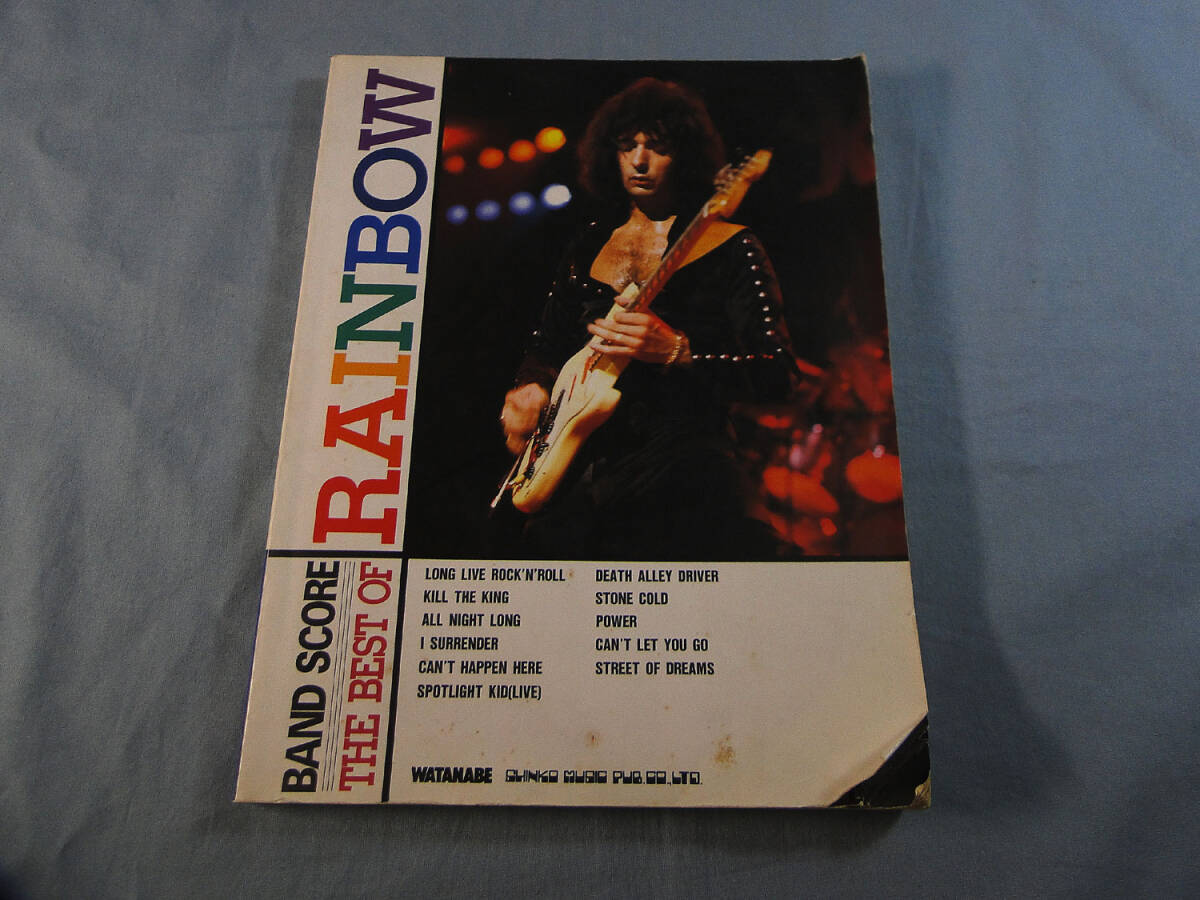 RAINBOW
BAND SCORE
THE BEST OF
LONG LIVE ROCK'N'ROLL
KILL THE KING
ALL NIGHT LONG
I SURRENDER
CAN'T HAPPEN HERE
SPOTLIGHT KID(LIVE)
DEATH ALLEY DRIVER
STONE COLD
POWER
CAN'T LET YOU GO
STREET OF DREAMS
WATANABE SHINKO MUSIC PUB.CO.,LTD.